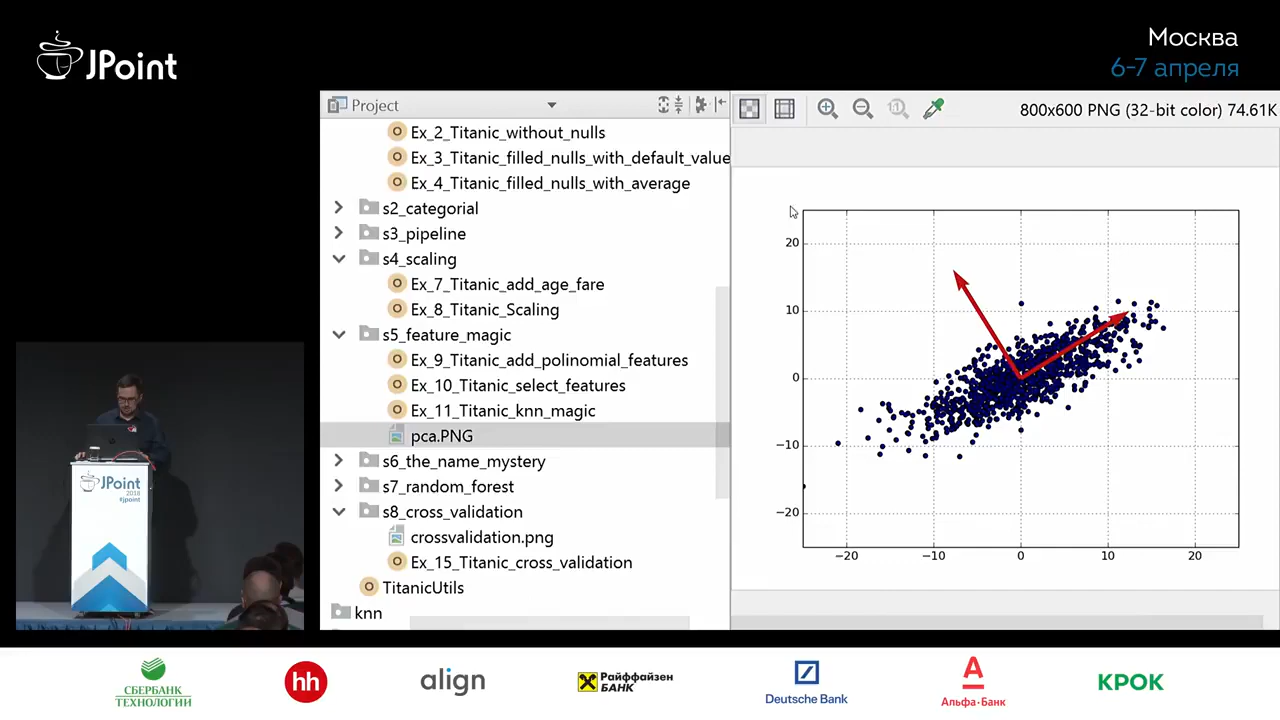 JPoint
Москва
6-7 апреля
Project
800x600 PNG (32-bit color) 74.61K
Ex_2_Titanic_without_nulls
Ex_3_Titanic_filled_nulls_with_default_value
Ex_4_Titanic_filled_nulls_with_average
s2_categorial
s3_pipeline
s4_scaling
Ex_7_Titanic_add_age_fare
Ex_8_Titanic_Scaling
s5_feature_magic
Ex_9_Titanic_add_polinomial_features
Ex_10_Titanic_select_features
Ex_11_Titanic_knn_magic
pca.PNG
s6_the_name_mystery
s7_random_forest
s8_cross_validation
crossvalidation.png
Ex_15_Titanic_cross_validation
TitanicUtils
knn
20
10
0
−10
−20
−20 −10 0 10 20
JPoint
2018
#jpoint
СБЕРБАНК
ТЕХНОЛОГИИ
hh
align
Райффайзен
БАНК
Deutsche Bank
А
Альфа·Банк
КРОК